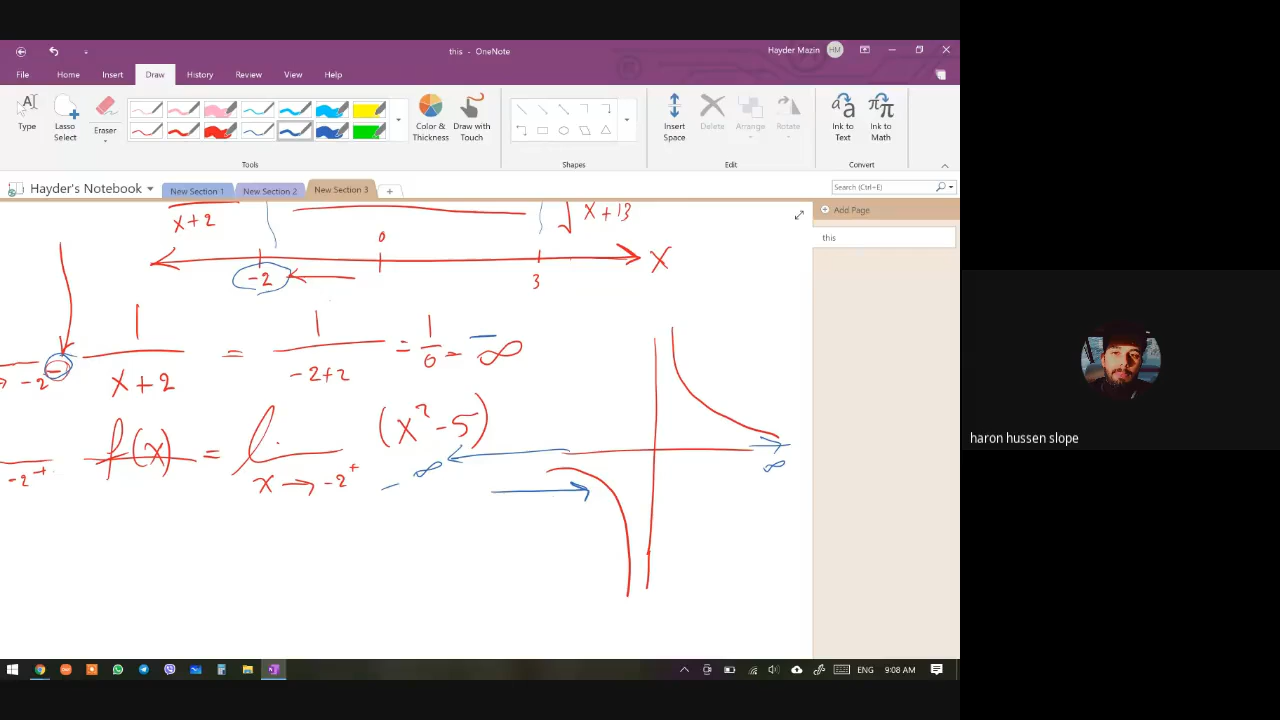 this - OneNote
Hayder Mazin HM
File Home Insert Draw History Review View Help
Type Lasso Select Eraser Color & Thickness Draw with Touch Insert Space Delete Arrange Rotate Ink to Text Ink to Math
Tools Shapes Edit Convert
Hayder's Notebook New Section 1 New Section 2 New Section 3 + Search (Ctrl+E)
Add Page
this
x+2 √x+13
0
-2 3 X
-2⁻ 1/(x+2) = 1/(-2+2) = 1/0 = -∞
-2⁺ f(x) = li x → -2⁺ (x²-5)
-∞ ∞
haron hussen slope
ENG 9:08 AM